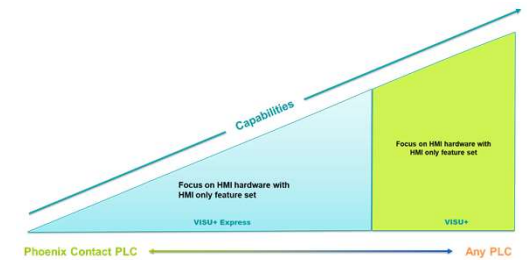 Capabilities
Focus on HMI hardware with
HMI only feature set
VISU+ Express
Focus on HMI hardware with
HMI only feature set
VISU+
Phoenix Contact PLC
Any PLC